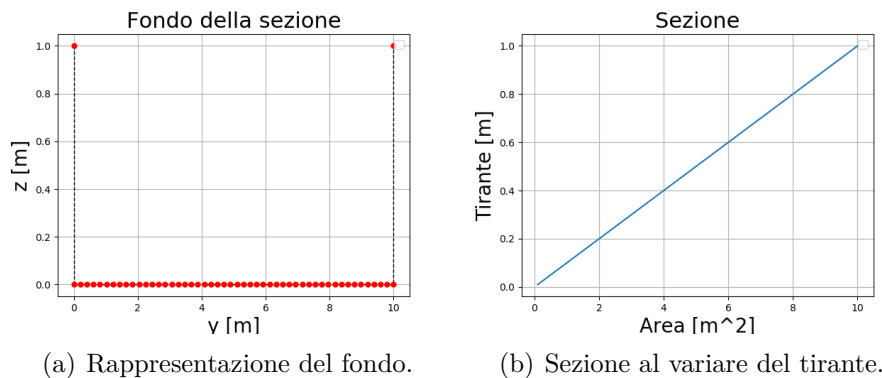 Fondo della sezione
z [m]
1.0
0.8
0.6
0.4
0.2
0.0
0 2 4 6 8 10
y [m]
(a) Rappresentazione del fondo.
Sezione
Tirante [m]
1.0
0.8
0.6
0.4
0.2
0.0
0 2 4 6 8 10
Area [m^2]
(b) Sezione al variare del tirante.